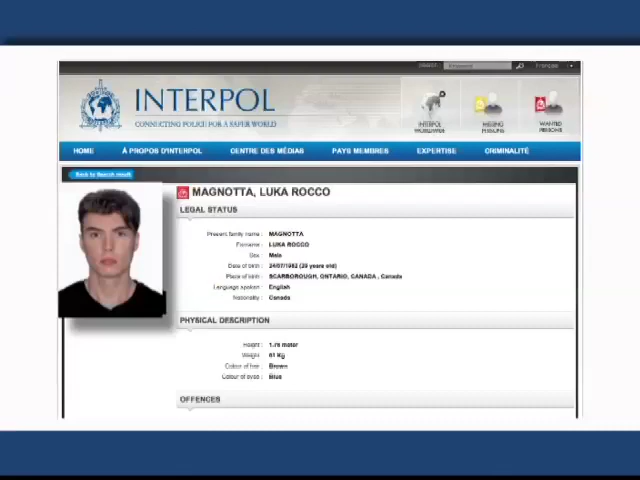 Search
Keyword
Français
INTERPOL
CONNECTING POLICE FOR A SAFER WORLD
INTERPOL
WORLDWIDE
MISSING
PERSONS
WANTED
PERSONS
HOME
À PROPOS D'INTERPOL
CENTRE DES MÉDIAS
PAYS MEMBRES
EXPERTISE
CRIMINALITÉ
Back to Search result
MAGNOTTA, LUKA ROCCO
LEGAL STATUS
Present family name : MAGNOTTA
Forname : LUKA ROCCO
Sex : Male
Date of birth : 24/07/1982 (29 years old)
Place of birth : SCARBOROUGH, ONTARIO, CANADA , Canada
Language spoken : English
Nationality : Canada
PHYSICAL DESCRIPTION
Height : meter
Weight : 61 Kg
Colour of hair : Brown
Colour of eyes : Blue
OFFENCES